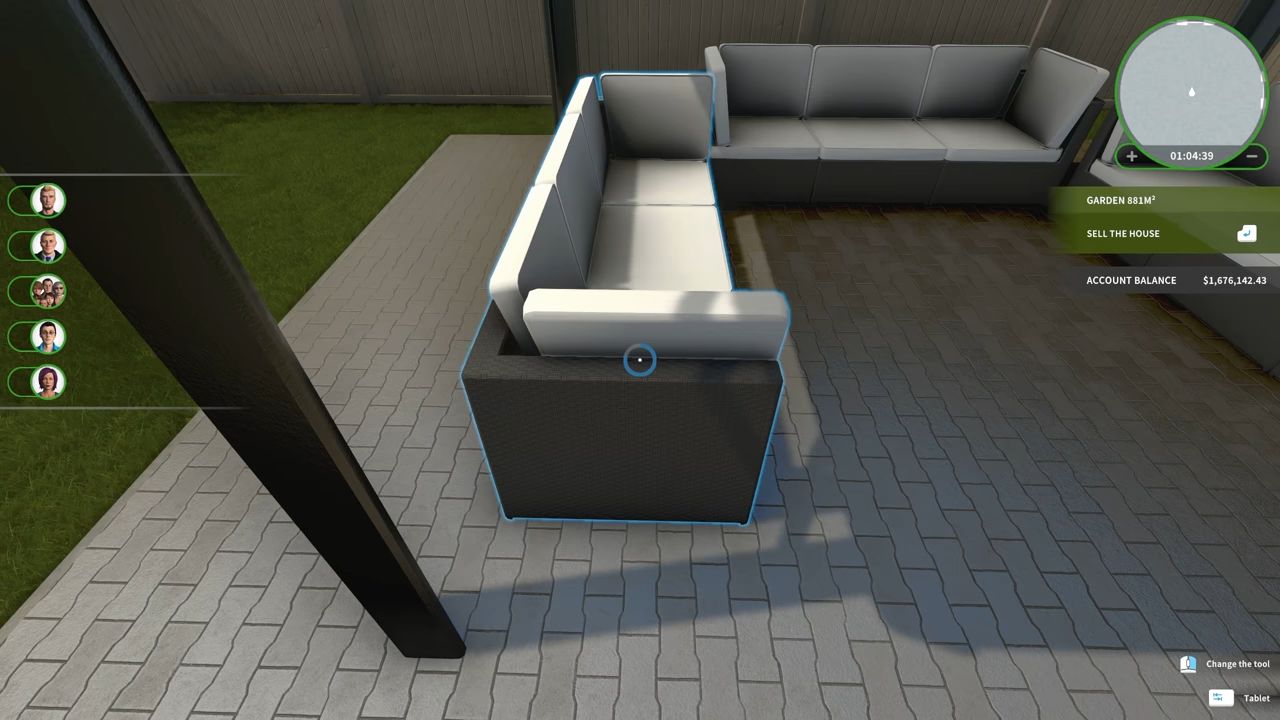 01:04:39
GARDEN 881M²
SELL THE HOUSE
ACCOUNT BALANCE $1,676,142.43
Change the tool
Tablet